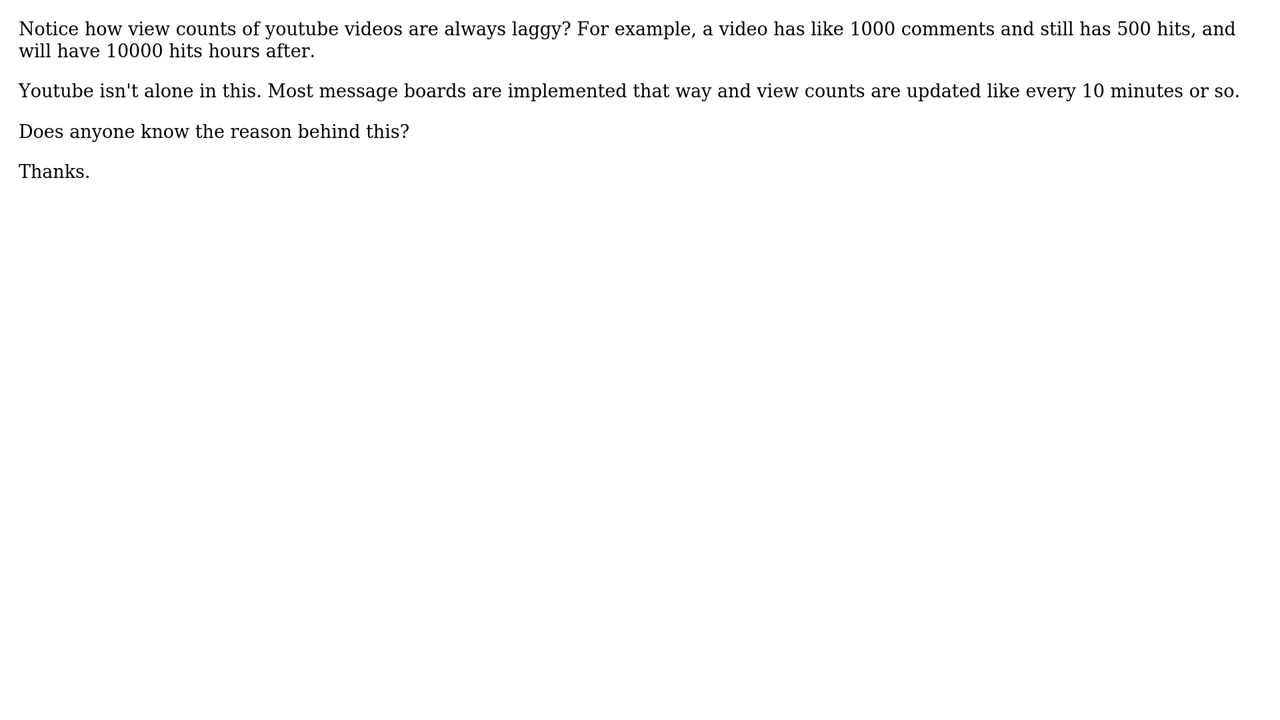 Notice how view counts of youtube videos are always laggy? For example, a video has like 1000 comments and still has 500 hits, and
will have 10000 hits hours after.
Youtube isn't alone in this. Most message boards are implemented that way and view counts are updated like every 10 minutes or so.
Does anyone know the reason behind this?
Thanks.